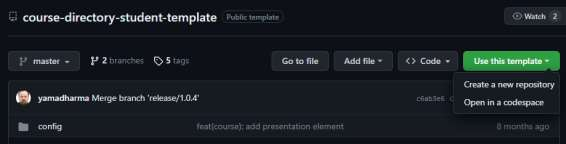 course-directory-student-template Public template Watch 2
master 2 branches 5 tags Go to file Add file Code Use this template
Create a new repository
Open in a codespace
yamadharma Merge branch 'release/1.0.4' c6ab5e6
config feat(course): add presentation element 8 months ago